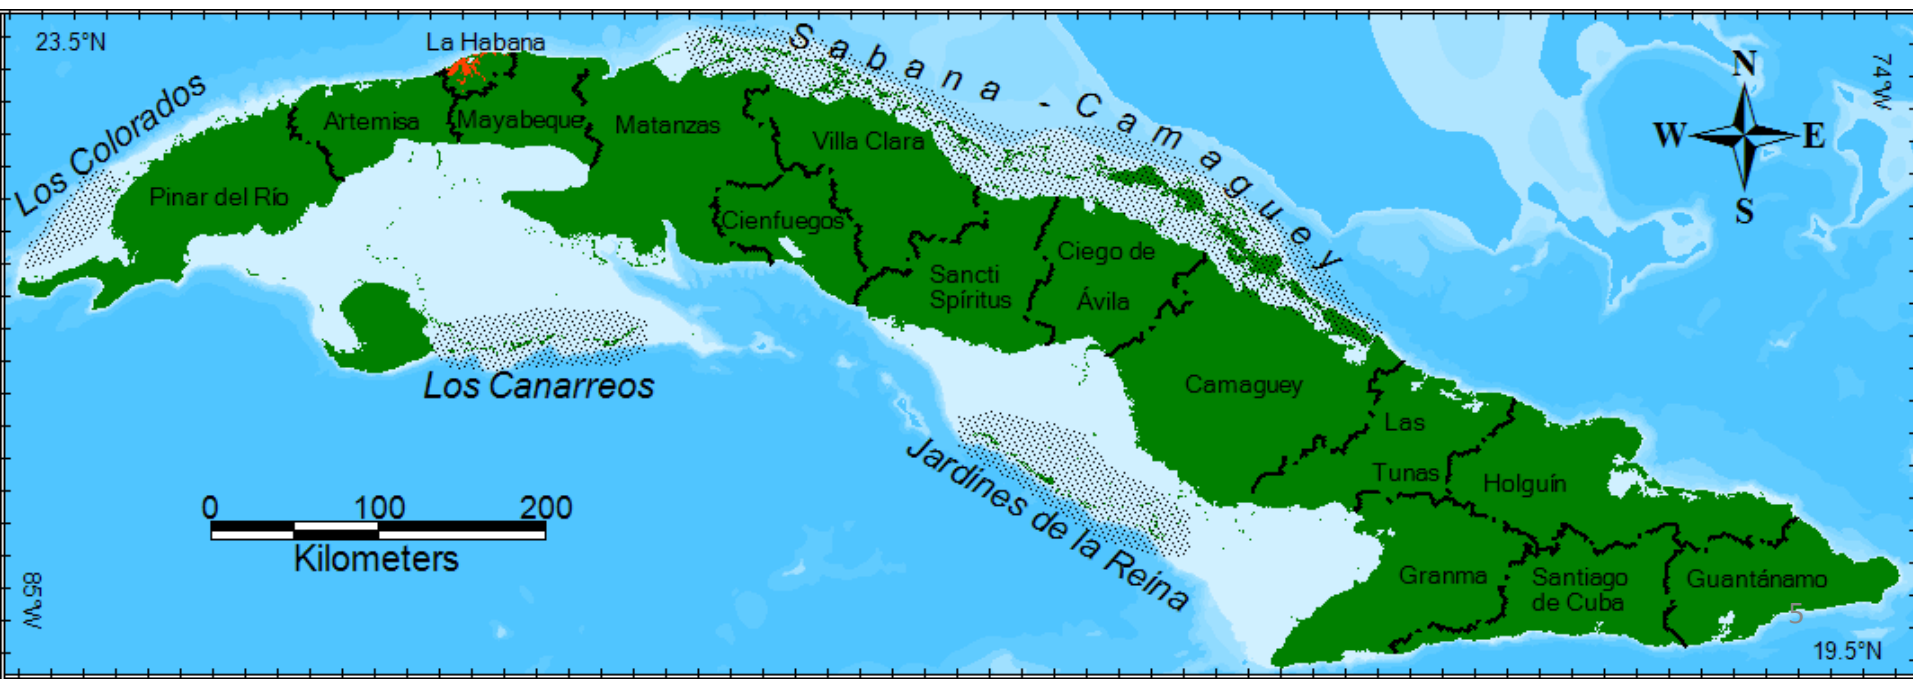 23.5°N
La Habana
Sabana - Camaguey
N
74°W
Los Colorados
Artemisa
Mayabeque
Matanzas
Villa Clara
W
E
S
Pinar del Río
Cienfuegos
Ciego de
Ávila
Sancti
Spíritus
Los Canarreos
Camaguey
Las
Tunas
Holguín
Jardines de la Reina
0 100 200
Kilometers
85°W
Granma
Santiago
de Cuba
Guantánamo
5
19.5°N